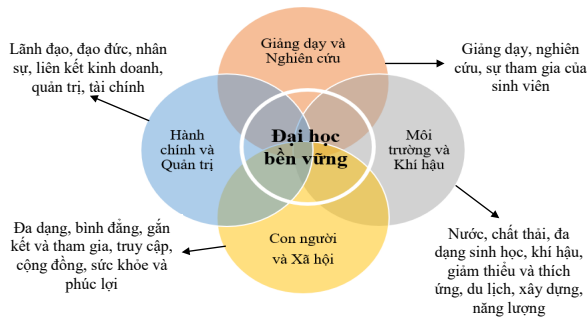 Lãnh đạo, đạo đức, nhân
sự, liên kết kinh doanh,
quản trị, tài chính
Giảng dạy và
Nghiên cứu
Giảng dạy, nghiên
cứu, sự tham gia của
sinh viên
Hành
chính và
Quản trị
Đại học
bền vững
Môi
trường và
Khí hậu
Đa dạng, bình đẳng, gắn
kết và tham gia, truy cập,
cộng đồng, sức khỏe và
phúc lợi
Con người
và Xã hội
Nước, chất thải, đa
dạng sinh học, khí hậu,
giảm thiểu và thích
ứng, du lịch, xây dựng,
năng lượng